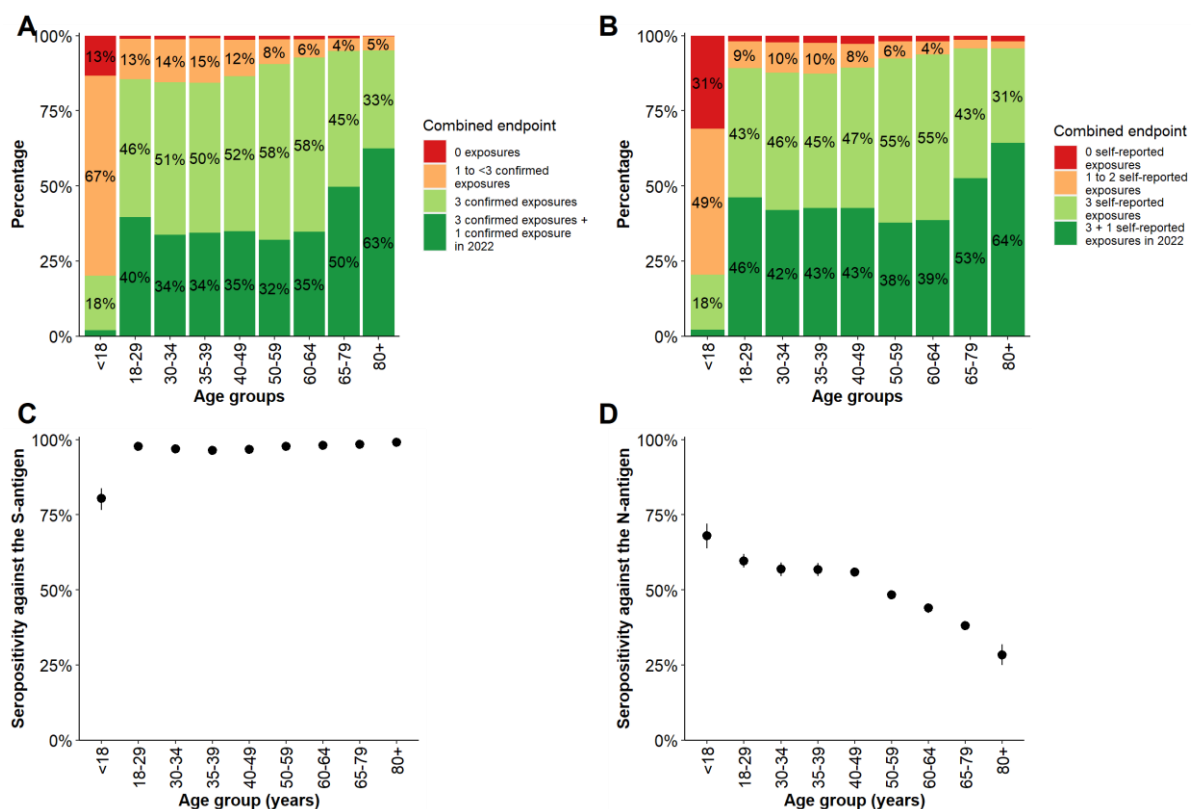 A
Percentage
100%
75%
50%
25%
0%
13% 13% 14% 15% 12% 8% 6% 4% 5%
67% 46% 51% 50% 52% 58% 58% 45% 33%
18% 40% 34% 34% 35% 32% 35% 50% 63%
<18 18-29 30-34 35-39 40-49 50-59 60-64 65-79 80+
Age groups
Combined endpoint
0 exposures
1 to <3 confirmed
exposures
3 confirmed exposures
3 confirmed exposures +
1 confirmed exposure
in 2022
B
Percentage
100%
75%
50%
25%
0%
31% 9% 10% 10% 8% 6% 4%
49% 43% 46% 45% 47% 55% 55% 43% 31%
18% 46% 42% 43% 43% 38% 39% 53% 64%
<18 18-29 30-34 35-39 40-49 50-59 60-64 65-79 80+
Age groups
Combined endpoint
0 self-reported
exposures
1 to 2 self-reported
exposures
3 self-reported
exposures
3 + 1 self-reported
exposures in 2022
C
Seropositivity against the S-antigen
100%
75%
50%
25%
0%
<18 18-29 30-34 35-39 40-49 50-59 60-64 65-79 80+
Age group (years)
D
Seropositivity against the N-antigen
100%
75%
50%
25%
0%
<18 18-29 30-34 35-39 40-49 50-59 60-64 65-79 80+
Age group (years)